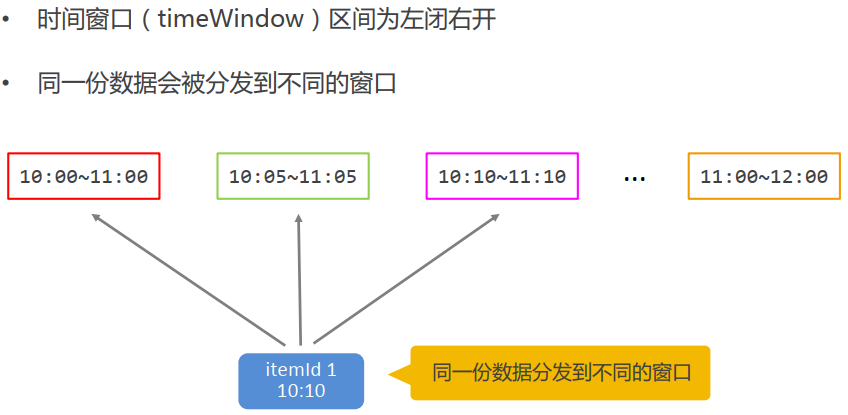 • 时间窗口（timeWindow）区间为左闭右开
• 同一份数据会被分发到不同的窗口
10:00~11:00 10:05~11:05 10:10~11:10 ... 11:00~12:00
itemId 1
10:10
同一份数据分发到不同的窗口